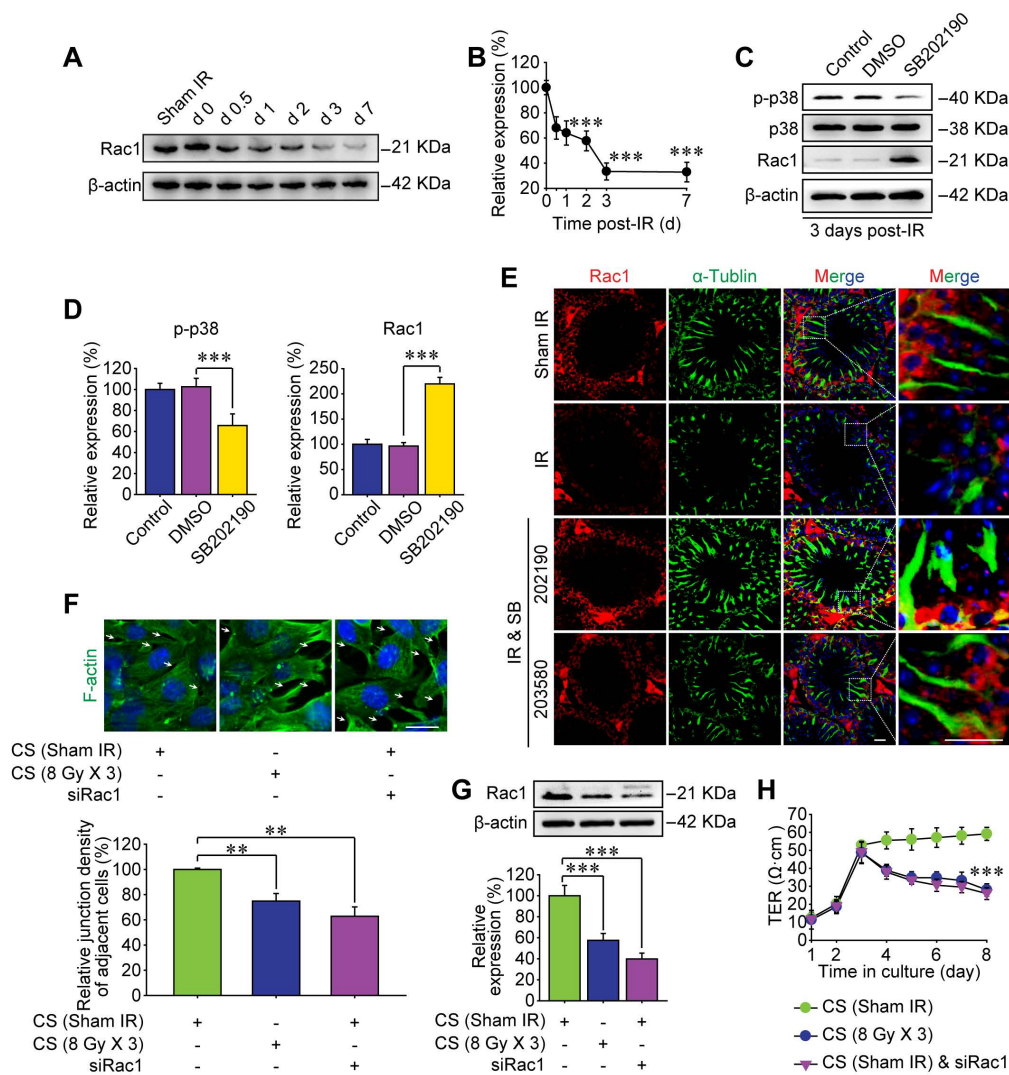 A
Sham IR
d 0
d 0.5
d 1
d 2
d 3
d 7
Rac1
–21 KDa
β-actin
–42 KDa
B
Relative expression (%)
120
100
80
60
40
20
***
***
***
0
1
2
3
7
Time post-IR (d)
C
Control
DMSO
SB202190
p-p38
–40 KDa
p38
–38 KDa
Rac1
–21 KDa
β-actin
–42 KDa
3 days post-IR
D
p-p38
Relative expression (%)
120
100
80
60
40
20
0
***
Control
DMSO
SB202190
Rac1
Relative expression (%)
250
200
150
100
50
0
***
Control
DMSO
SB202190
E
Rac1
α-Tublin
Merge
Merge
Sham IR
IR
IR & SB
202190
203580
F
F-actin
CS (Sham IR) + - +
CS (8 Gy X 3) - + -
siRac1 - - +
Relative junction density
of adjacent cells (%)
120
100
80
60
40
20
0
**
**
CS (Sham IR) + - +
CS (8 Gy X 3) - + -
siRac1 - - +
G
Rac1
–21 KDa
β-actin
–42 KDa
Relative
expression (%)
120
100
80
60
40
20
0
***
***
CS (Sham IR) + - +
CS (8 Gy X 3) - + -
siRac1 - - +
H
TER (Ω·cm)
70
60
50
40
30
20
10
0
***
1
2
4
6
8
Time in culture (day)
CS (Sham IR)
CS (8 Gy X 3)
CS (Sham IR) & siRac1